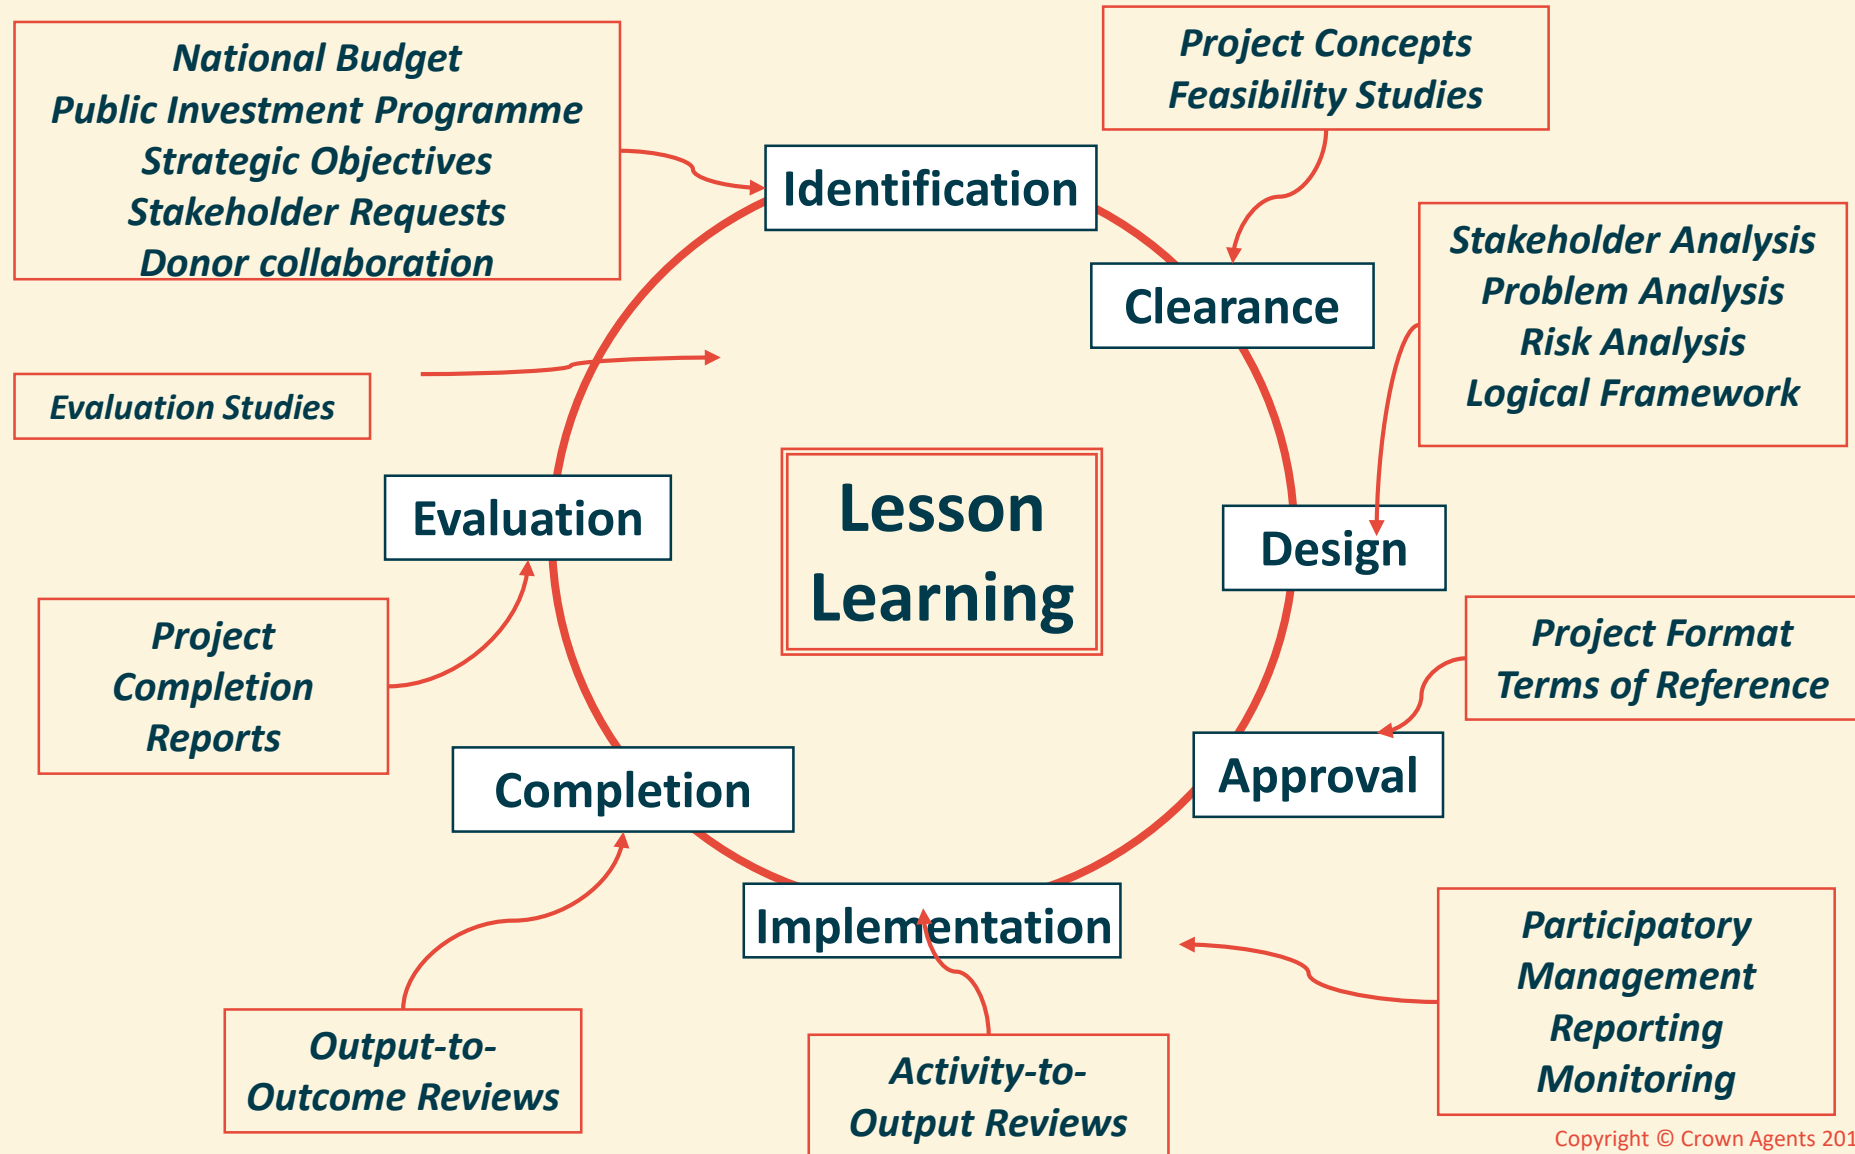 National Budget
Public Investment Programme
Strategic Objectives
Stakeholder Requests
Donor collaboration
Project Concepts
Feasibility Studies
Identification
Clearance
Stakeholder Analysis
Problem Analysis
Risk Analysis
Logical Framework
Evaluation Studies
Evaluation
Lesson
Learning
Design
Project
Completion
Reports
Project Format
Terms of Reference
Completion
Approval
Implementation
Participatory
Management
Reporting
Monitoring
Output-to-
Outcome Reviews
Activity-to-
Output Reviews
Copyright © Crown Agents 201